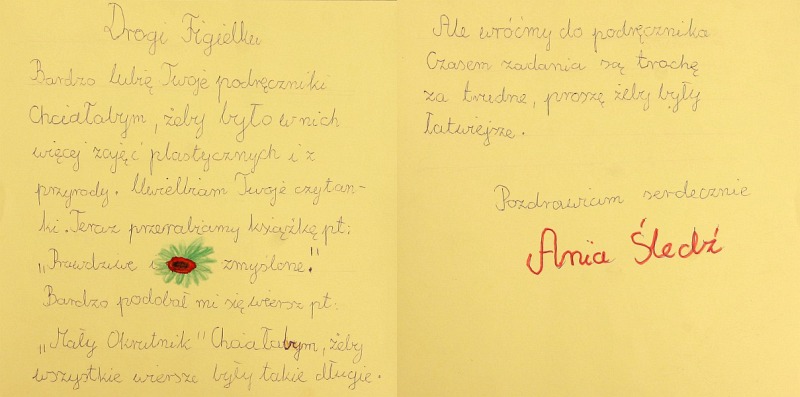 Drogi Figielku
Bardzo lubię Twoje podręczniki
Chciałabym, żeby było w nich
więcej zajęć plastycznych i z
przyrody. Uwielbiam Twoje czytan-
ki. Teraz przerabiamy książkę pt:
„Prawdziwe zmyślone."
Bardzo podobał mi się wiersz pt.
„Mały Okrutnik" Chciałabym, żeby
wszystkie wiersze były takie długie.
Ale wróćmy do podręcznika
Czasem zadania są trochę
za trudne, proszę żeby były
łatwiejsze.
Pozdrawiam serdecznie
Ania Śledź